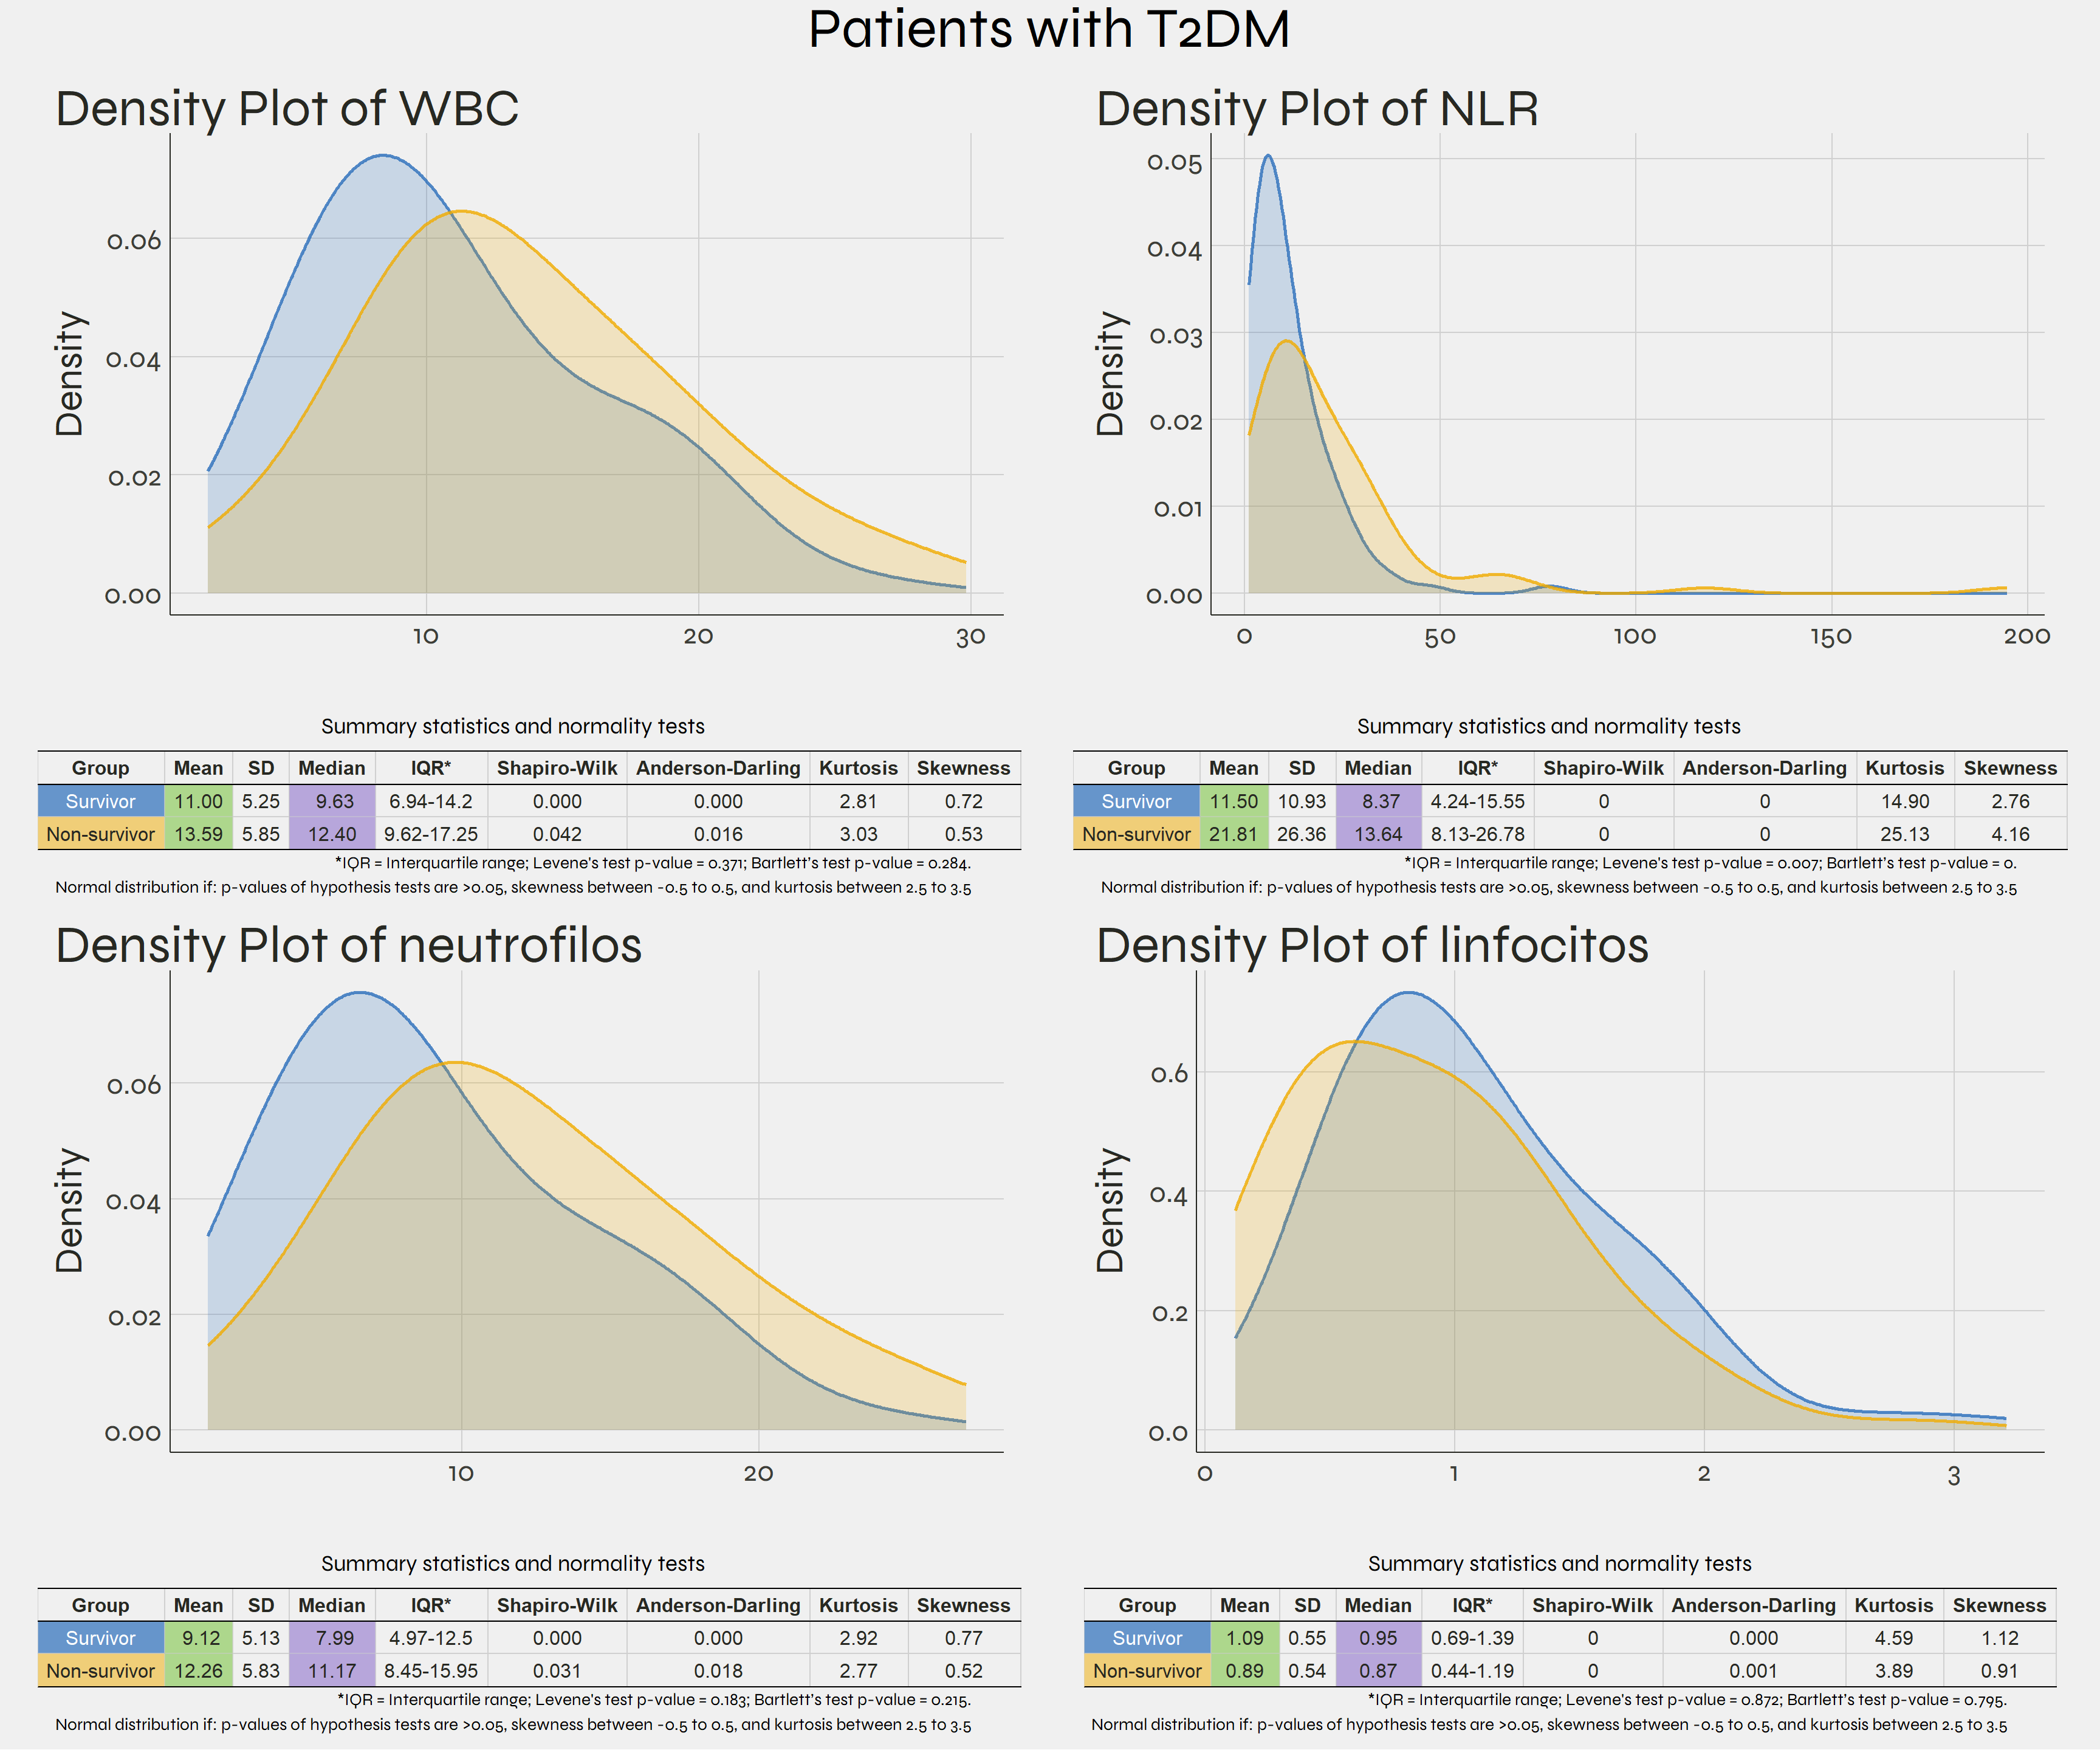 Patients with T2DM
Density Plot of WBC
Density
0.06
0.04
0.02
0.00
10 20 30
Summary statistics and normality tests
Group Mean SD Median IQR* Shapiro-Wilk Anderson-Darling Kurtosis Skewness
Survivor 11.00 5.25 9.63 6.94-14.2 0.000 0.000 2.81 0.72
Non-survivor 13.59 5.85 12.40 9.62-17.25 0.042 0.016 3.03 0.53
*IQR = Interquartile range; Levene's test p-value = 0.371; Bartlett's test p-value = 0.284.
Normal distribution if: p-values of hypothesis tests are >0.05, skewness between -0.5 to 0.5, and kurtosis between 2.5 to 3.5
Density Plot of NLR
Density
0.05
0.04
0.03
0.02
0.01
0.00
0 50 100 150 200
Summary statistics and normality tests
Group Mean SD Median IQR* Shapiro-Wilk Anderson-Darling Kurtosis Skewness
Survivor 11.50 10.93 8.37 4.24-15.55 0 0 14.90 2.76
Non-survivor 21.81 26.36 13.64 8.13-26.78 0 0 25.13 4.16
*IQR = Interquartile range; Levene's test p-value = 0.007; Bartlett's test p-value = 0.
Normal distribution if: p-values of hypothesis tests are >0.05, skewness between -0.5 to 0.5, and kurtosis between 2.5 to 3.5
Density Plot of neutrofilos
Density
0.06
0.04
0.02
0.00
10 20
Summary statistics and normality tests
Group Mean SD Median IQR* Shapiro-Wilk Anderson-Darling Kurtosis Skewness
Survivor 9.12 5.13 7.99 4.97-12.5 0.000 0.000 2.92 0.77
Non-survivor 12.26 5.83 11.17 8.45-15.95 0.031 0.018 2.77 0.52
*IQR = Interquartile range; Levene's test p-value = 0.183; Bartlett's test p-value = 0.215.
Normal distribution if: p-values of hypothesis tests are >0.05, skewness between -0.5 to 0.5, and kurtosis between 2.5 to 3.5
Density Plot of linfocitos
Density
0.6
0.4
0.2
0.0
0 1 2 3
Summary statistics and normality tests
Group Mean SD Median IQR* Shapiro-Wilk Anderson-Darling Kurtosis Skewness
Survivor 1.09 0.55 0.95 0.69-1.39 0 0.000 4.59 1.12
Non-survivor 0.89 0.54 0.87 0.44-1.19 0 0.001 3.89 0.91
*IQR = Interquartile range; Levene's test p-value = 0.872; Bartlett's test p-value = 0.795.
Normal distribution if: p-values of hypothesis tests are >0.05, skewness between -0.5 to 0.5, and kurtosis between 2.5 to 3.5